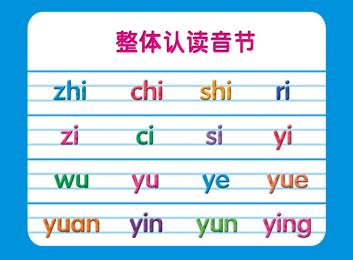 整体认读音节
zhi chi shi ri
zi ci si yi
wu yu ye yue
yuan yin yun ying